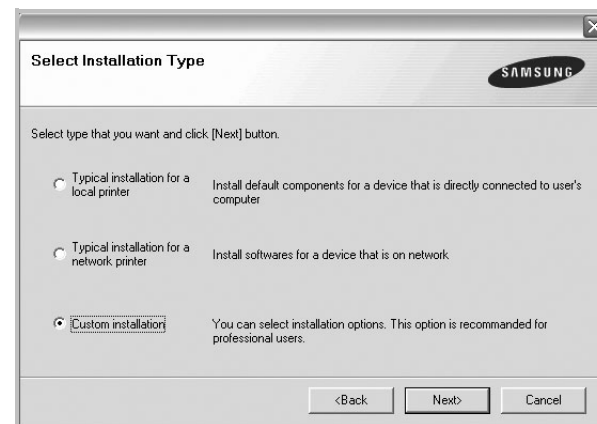 Select Installation Type
SAMSUNG
Select type that you want and click [Next] button.
Typical installation for a
local printer
Install default components for a device that is directly connected to user's
computer
Typical installation for a
network printer
Install softwares for a device that is on network
Custom installation
You can select installation options. This option is recommanded for
professional users.
<Back
Next>
Cancel